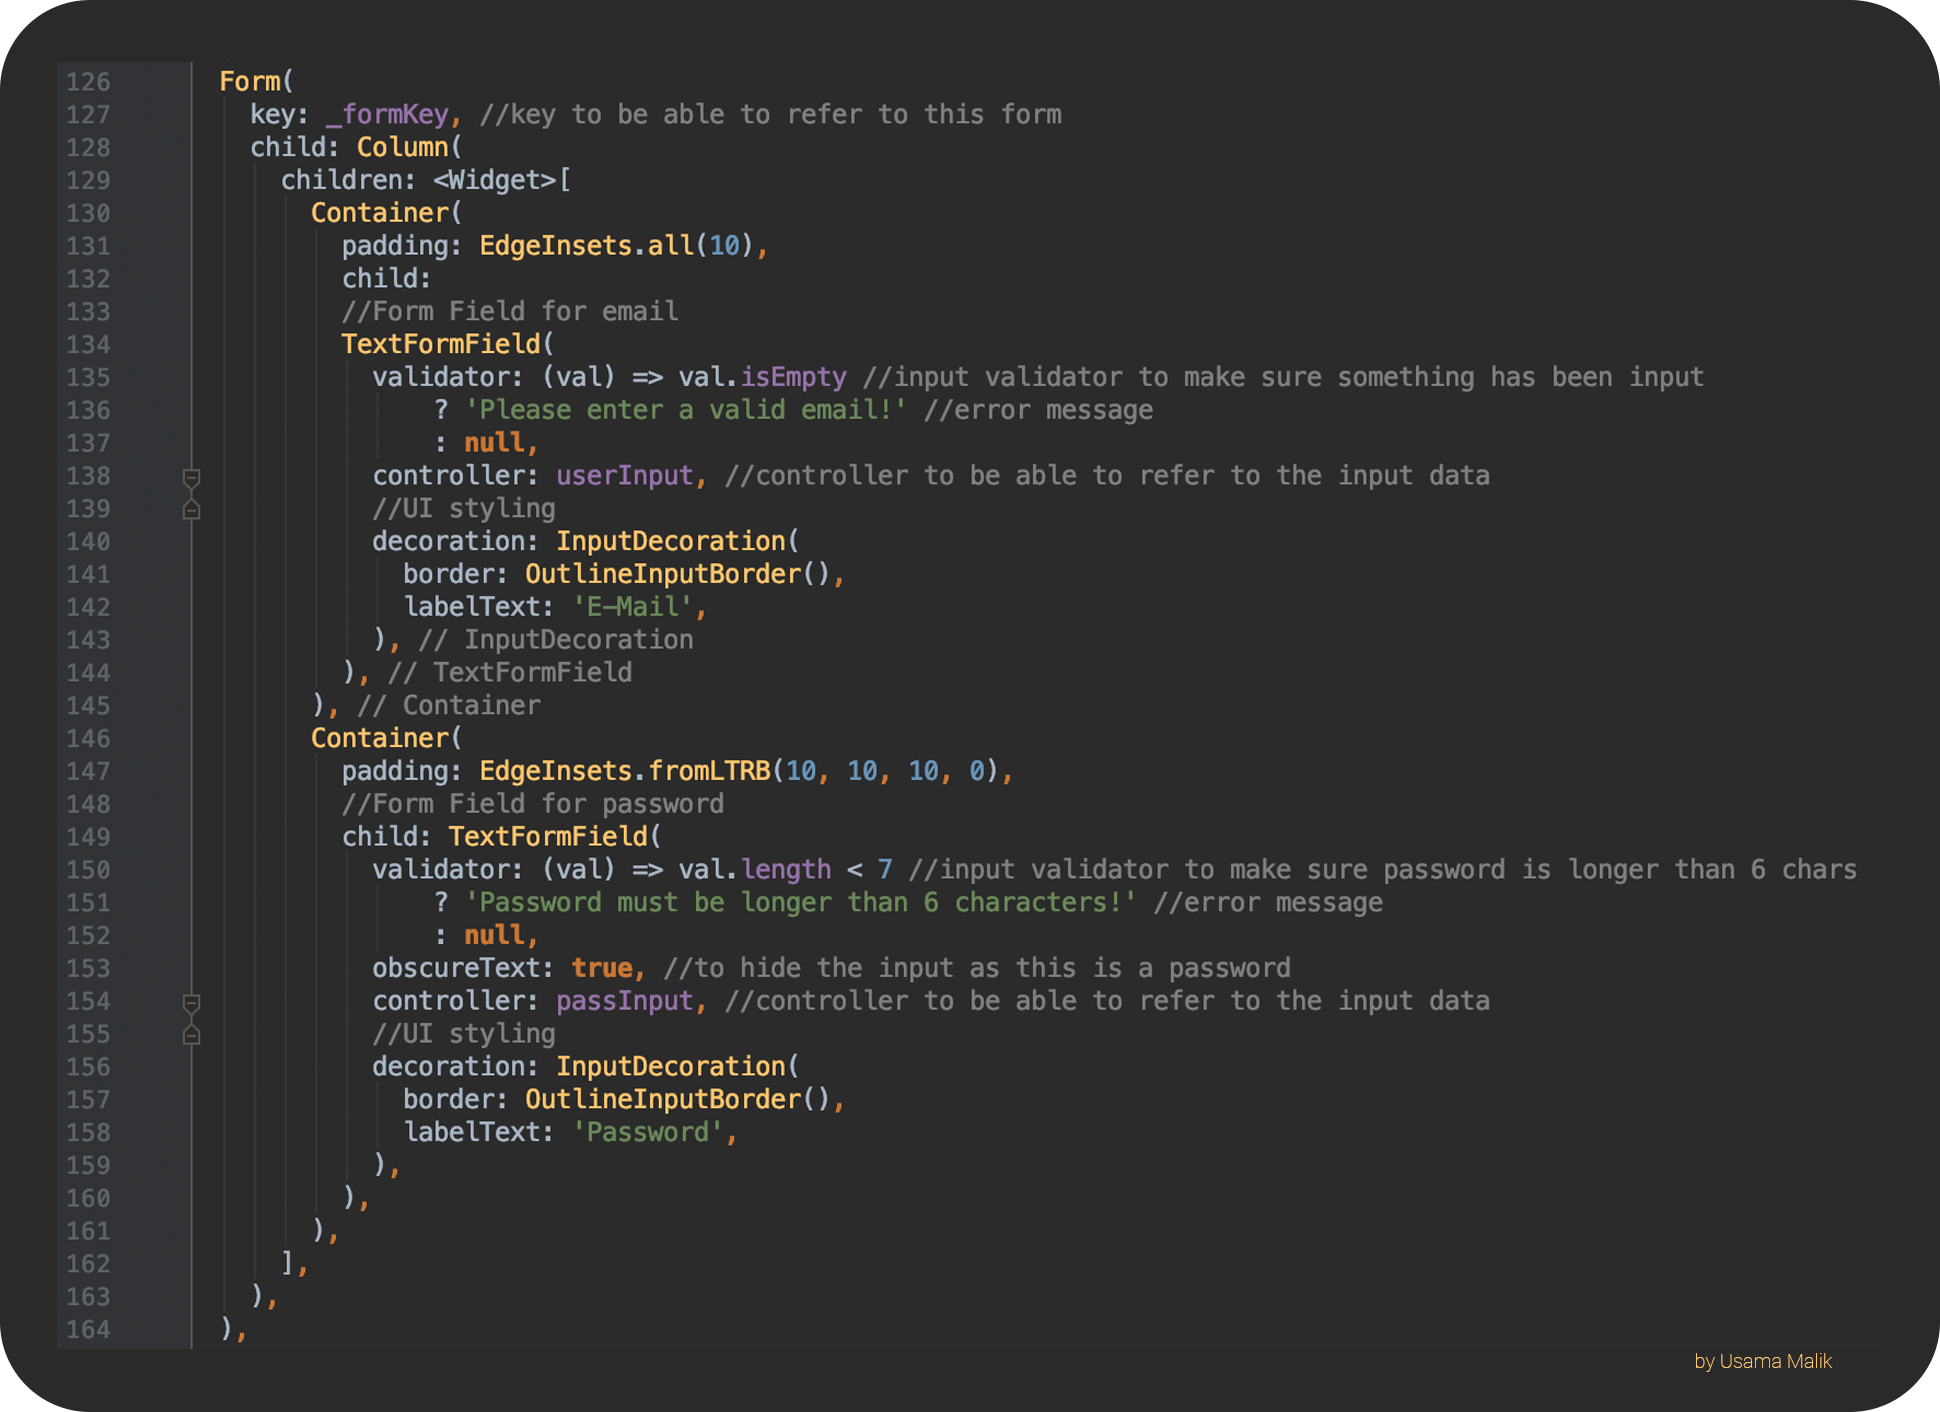 126 Form(
127 key: _formKey, //key to be able to refer to this form
128 child: Column(
129 children: <Widget>[
130 Container(
131 padding: EdgeInsets.all(10),
132 child:
133 //Form Field for email
134 TextFormField(
135 validator: (val) => val.isEmpty //input validator to make sure something has been input
136 ? 'Please enter a valid email!' //error message
137 : null,
138 controller: userInput, //controller to be able to refer to the input data
139 //UI styling
140 decoration: InputDecoration(
141 border: OutlineInputBorder(),
142 labelText: 'E-Mail',
143 ), // InputDecoration
144 ), // TextFormField
145 ), // Container
146 Container(
147 padding: EdgeInsets.fromLTRB(10, 10, 10, 0),
148 //Form Field for password
149 child: TextFormField(
150 validator: (val) => val.length < 7 //input validator to make sure password is longer than 6 chars
151 ? 'Password must be longer than 6 characters!' //error message
152 : null,
153 obscureText: true, //to hide the input as this is a password
154 controller: passInput, //controller to be able to refer to the input data
155 //UI styling
156 decoration: InputDecoration(
157 border: OutlineInputBorder(),
158 labelText: 'Password',
159 ),
160 ),
161 ),
162 ],
163 ),
164 ),
by Usama Malik